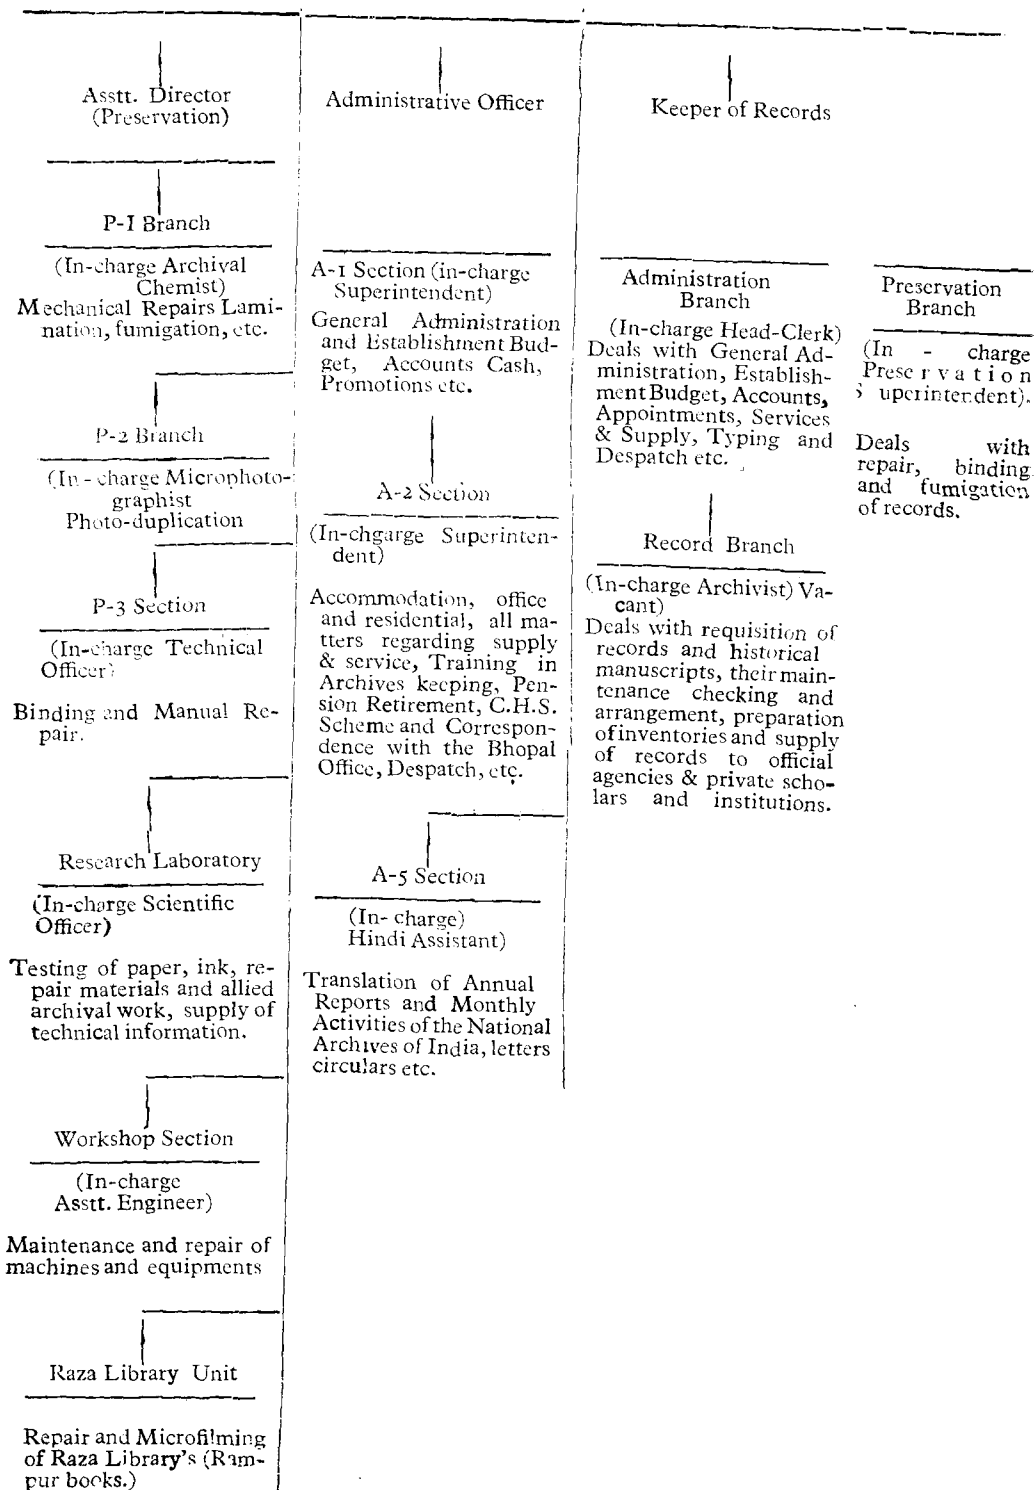 Asstt. Director
(Preservation)
P-1 Branch
(In-charge Archival
Chemist)
Mechanical Repairs Lami-
nation, fumigation, etc.
P-2 Branch
(In - charge Microphoto-
graphist
Photo-duplication
P-3 Section
(In-charge Technical
Officer)
Binding and Manual Re-
pair.
Research Laboratory
(In-charge Scientific
Officer)
Testing of paper, ink, re-
pair materials and allied
archival work, supply of
technical information.
Workshop Section
(In-charge
Asstt. Engineer)
Maintenance and repair of
machines and equipments
Raza Library Unit
Repair and Microfilming
of Raza Library's (Ram-
pur books.)
Administrative Officer
A-1 Section (in-charge
Superintendent)
General Administration
and Establishment Bud-
get, Accounts Cash,
Promotions etc.
A-2 Section
(In-chgarge Superinten-
dent)
Accommodation, office
and residential, all ma-
tters regarding supply
& service, Training in
Archives keeping, Pen-
sion Retirement, C.H.S.
Scheme and Correspon-
dence with the Bhopal
Office, Despatch, etc.
A-5 Section
(In- charge)
Hindi Assistant)
Translation of Annual
Reports and Monthly
Activities of the National
Archives of India, letters
circulars etc.
Keeper of Records
Administration
Branch
(In-charge Head-Clerk)
Deals with General Ad-
ministration, Establish-
ment Budget, Accounts,
Appointments, Services
& Supply, Typing and
Despatch etc.
Record Branch
(In-charge Archivist) Va-
cant)
Deals with requisition of
records and historical
manuscripts, their main-
tenance checking and
arrangement, preparation
of inventories and supply
of records to official
agencies & private scho-
lars and institutions.
Preservation
Branch
(In - charge
Preservation
Superintendent).
Deals with
repair, binding
and fumigation
of records.